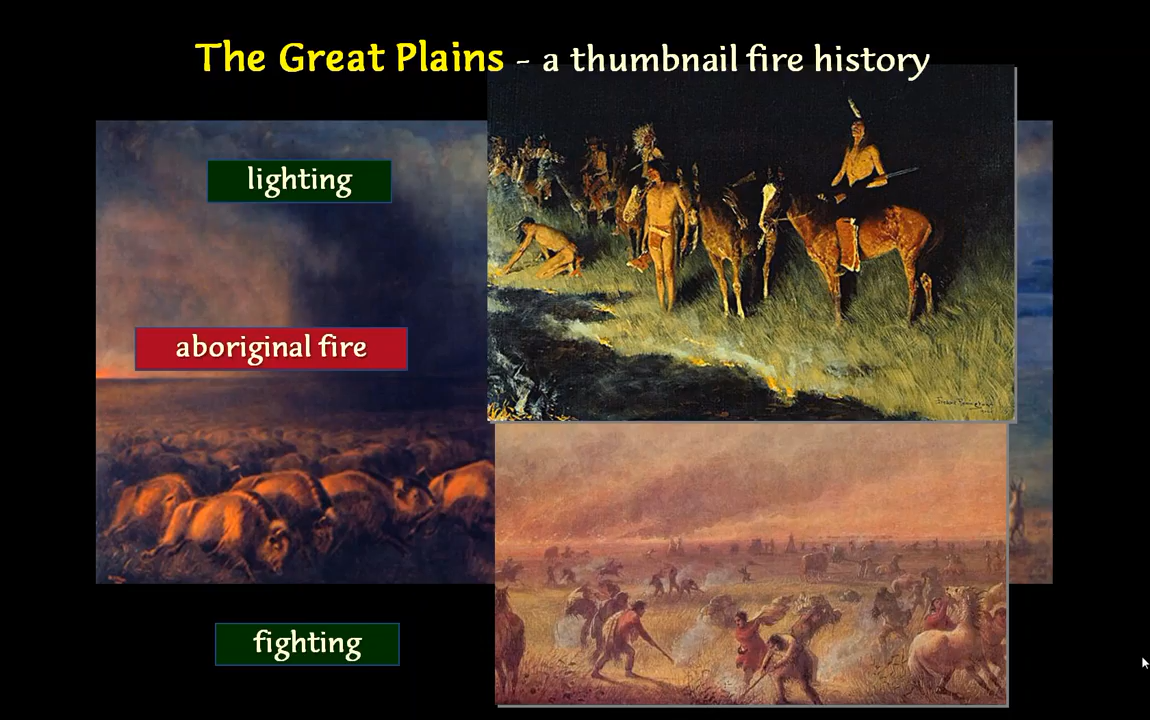 The Great Plains - a thumbnail fire history
lighting
aboriginal fire
fighting